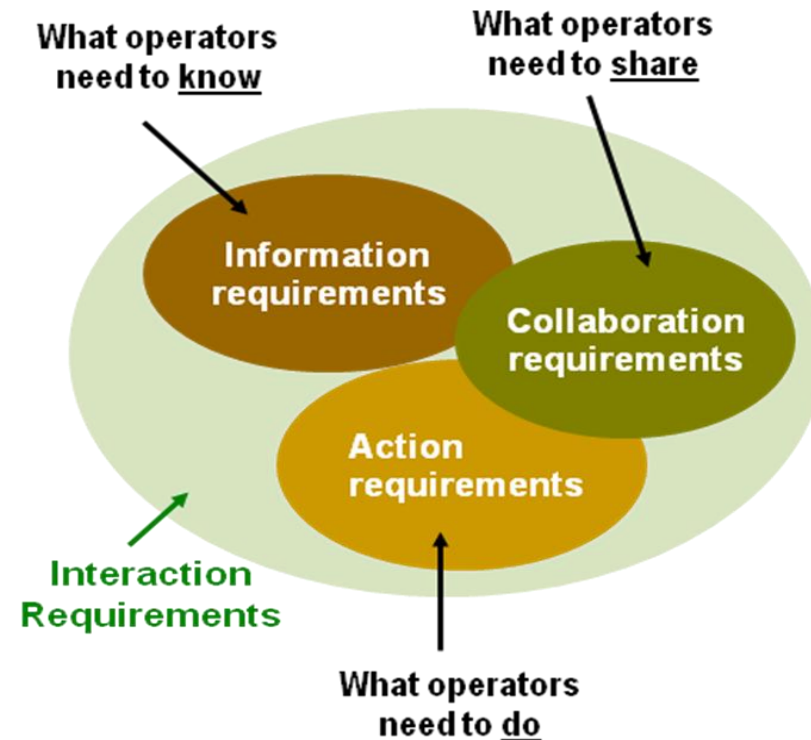 What operators
need to know
What operators
need to share
Information
requirements
Collaboration
requirements
Action
requirements
Interaction
Requirements
What operators
need to do